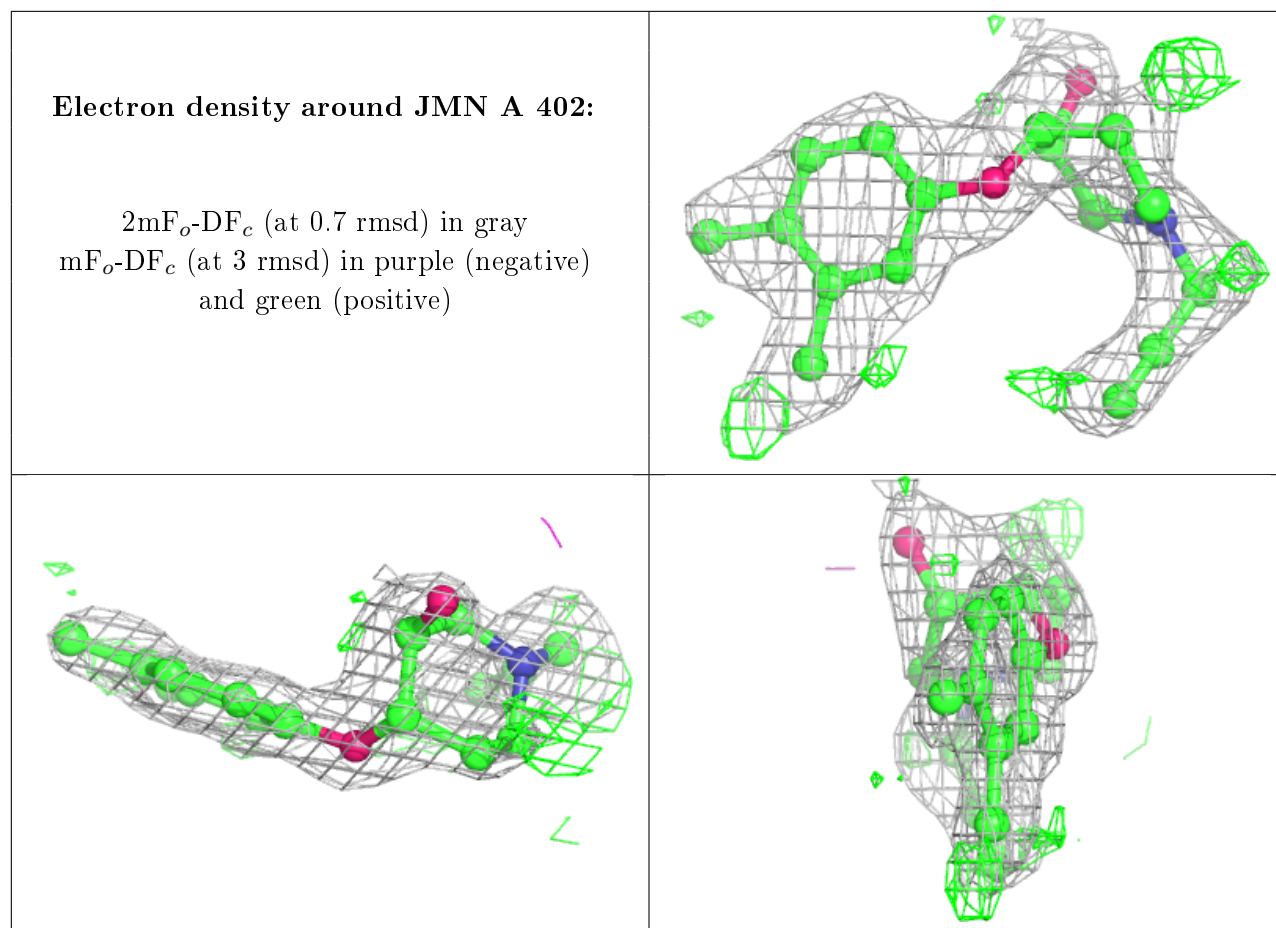 Electron density around JMN A 402:
2mFₒ-DF𝑐 (at 0.7 rmsd) in gray
mFₒ-DF𝑐 (at 3 rmsd) in purple (negative)
and green (positive)